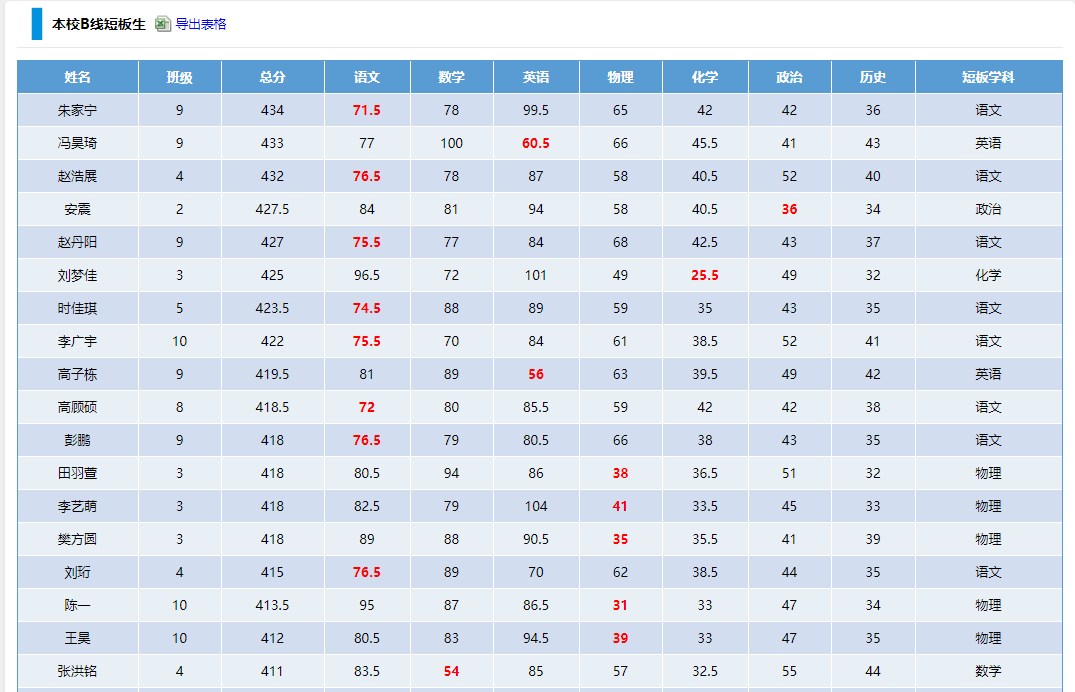 本校B线短板生 导出表格
姓名 班级 总分 语文 数学 英语 物理 化学 政治 历史 短板学科
朱家宁 9 434 71.5 78 99.5 65 42 42 36 语文
冯昊琦 9 433 77 100 60.5 66 45.5 41 43 英语
赵浩展 4 432 76.5 78 87 58 40.5 52 40 语文
安震 2 427.5 84 81 94 58 40.5 36 34 政治
赵丹阳 9 427 75.5 77 84 68 42.5 43 37 语文
刘梦佳 3 425 96.5 72 101 49 25.5 49 32 化学
时佳琪 5 423.5 74.5 88 89 59 35 43 35 语文
李广宇 10 422 75.5 70 84 61 38.5 52 41 语文
高子栋 9 419.5 81 89 56 63 39.5 49 42 英语
高顾硕 8 418.5 72 80 85.5 59 42 42 38 语文
彭鹏 9 418 76.5 79 80.5 66 38 43 35 语文
田羽萱 3 418 80.5 94 86 38 36.5 51 32 物理
李艺萌 3 418 82.5 79 104 41 33.5 45 33 物理
樊方圆 3 418 89 88 90.5 35 35.5 41 39 物理
刘珩 4 415 76.5 89 70 62 38.5 44 35 语文
陈一 10 413.5 95 87 86.5 31 33 47 34 物理
王昊 10 412 80.5 83 94.5 39 33 47 35 物理
张洪铭 4 411 83.5 54 85 57 32.5 55 44 数学